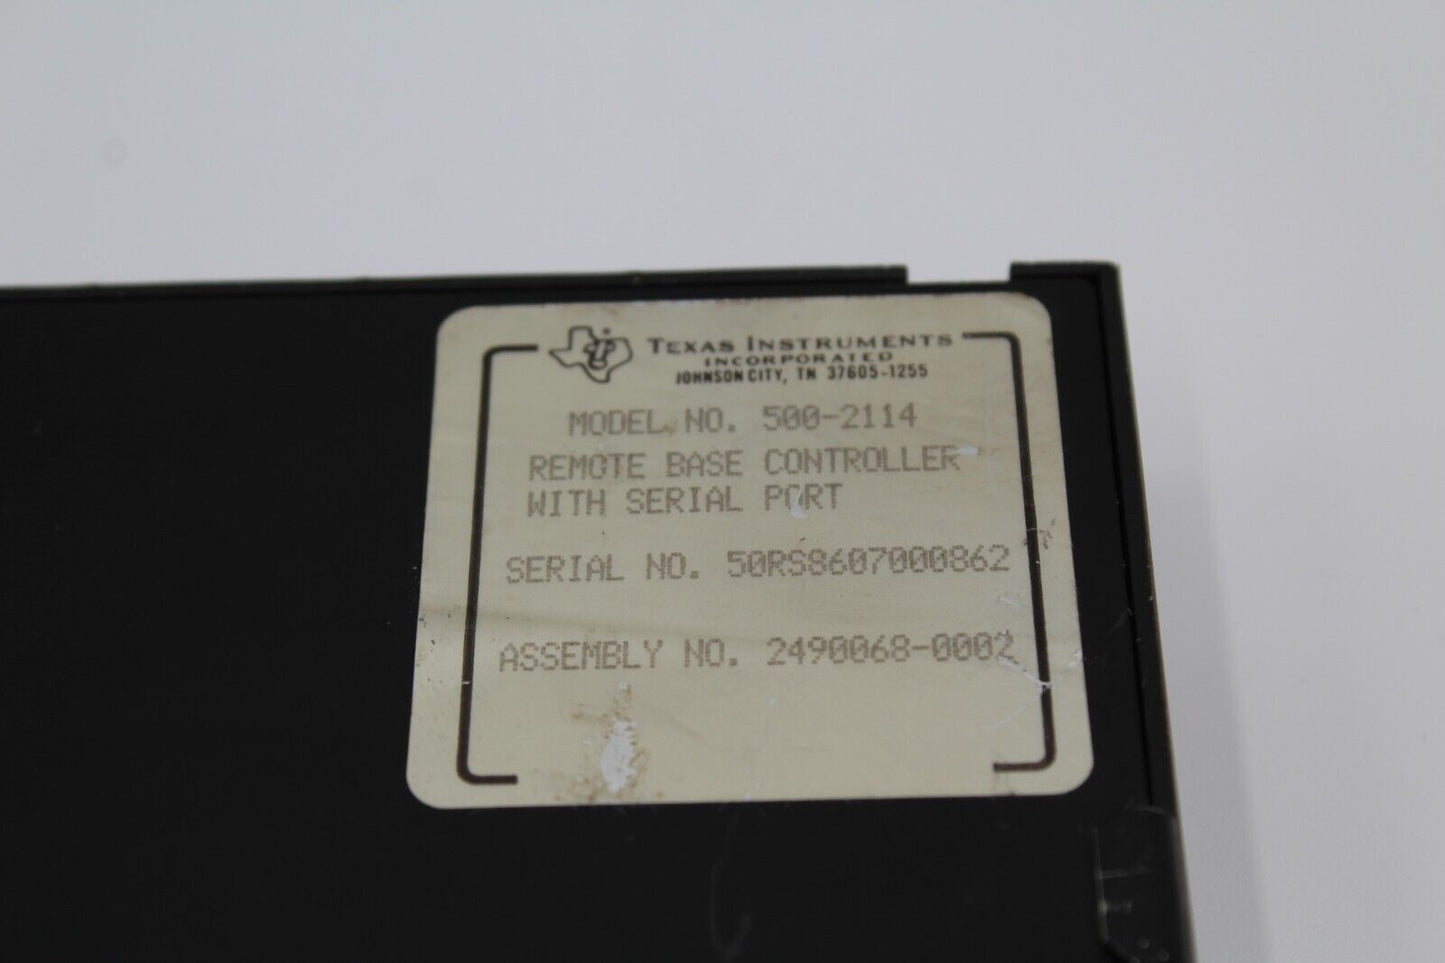 TEXAS INSTRUMENTS
INCORPORATED
JOHNSON CITY, TN 37605-1255
MODEL NO. 500-2114
REMOTE BASE CONTROLLER
WITH SERIAL PORT
SERIAL NO. 50RS8607000862
ASSEMBLY NO. 2490068-0002